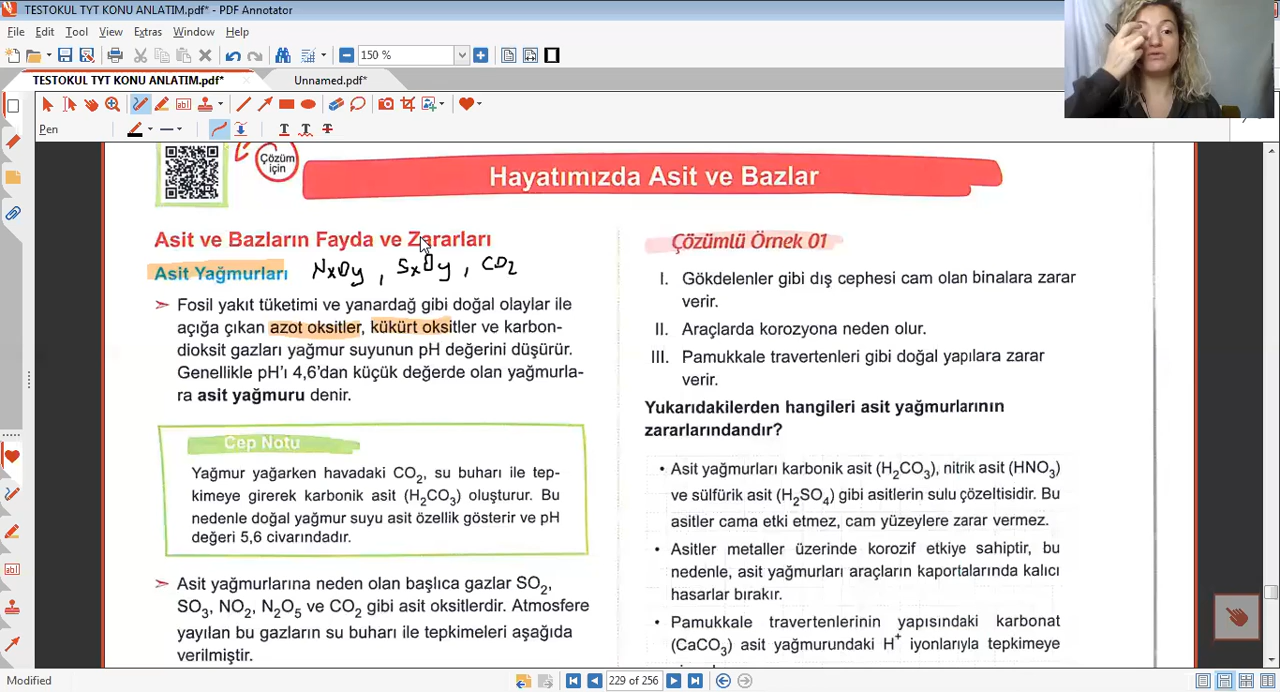 TESTOKUL TYT KONU ANLATIM.pdf* - PDF Annotator
File Edit Tool View Extras Window Help
150 %
TESTOKUL TYT KONU ANLATIM.pdf* Unnamed.pdf*
Pen
Çözüm
için
Hayatımızda Asit ve Bazlar
Asit ve Bazların Fayda ve Zararları
Asit Yağmurları NxOy, SxOy, CO2
➢ Fosil yakıt tüketimi ve yanardağ gibi doğal olaylar ile
açığa çıkan azot oksitler, kükürt oksitler ve karbon-
dioksit gazları yağmur suyunun pH değerini düşürür.
Genellikle pH'ı 4,6'dan küçük değerde olan yağmurla-
ra asit yağmuru denir.
Cep Notu
Yağmur yağarken havadaki CO₂, su buharı ile tep-
kimeye girerek karbonik asit (H₂CO₃) oluşturur. Bu
nedenle doğal yağmur suyu asit özellik gösterir ve pH
değeri 5,6 civarındadır.
➢ Asit yağmurlarına neden olan başlıca gazlar SO₂,
SO₃, NO₂, N₂O₅ ve CO₂ gibi asit oksitlerdir. Atmosfere
yayılan bu gazların su buharı ile tepkimeleri aşağıda
verilmiştir.
Çözümlü Örnek 01
I. Gökdelenler gibi dış cephesi cam olan binalara zarar
verir.
II. Araçlarda korozyona neden olur.
III. Pamukkale travertenleri gibi doğal yapılara zarar
verir.
Yukarıdakilerden hangileri asit yağmurlarının
zararlarındandır?
• Asit yağmurları karbonik asit (H₂CO₃), nitrik asit (HNO₃)
ve sülfürik asit (H₂SO₄) gibi asitlerin sulu çözeltisidir. Bu
asitler cama etki etmez, cam yüzeylere zarar vermez.
• Asitler metaller üzerinde korozif etkiye sahiptir, bu
nedenle, asit yağmurları araçların kaportalarında kalıcı
hasarlar bırakır.
• Pamukkale travertenlerinin yapısındaki karbonat
(CaCO₃) asit yağmurundaki H⁺ iyonlarıyla tepkimeye
Modified
229 of 256